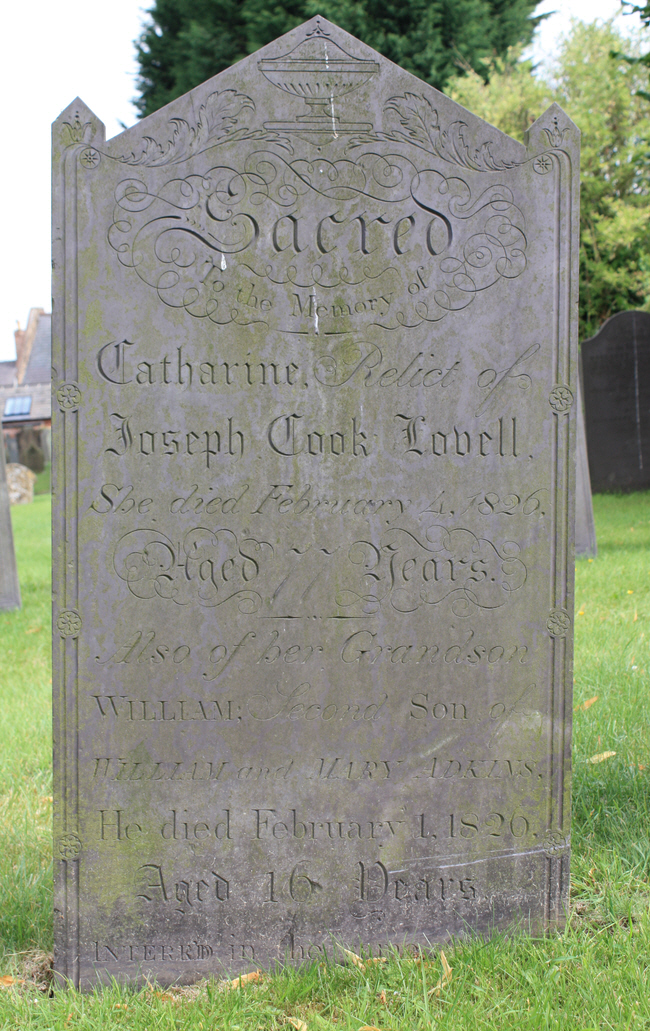 Sacred
To the Memory of
Catharine, Relict of
Joseph Cook Lovell,
She died February 4, 1826,
Aged 77 Years.
Also of her Grandson
WILLIAM; Second Son of
WILLIAM and MARY ADKINS,
He died February 1, 1820,
Aged 16 Years
INTERR'D in the